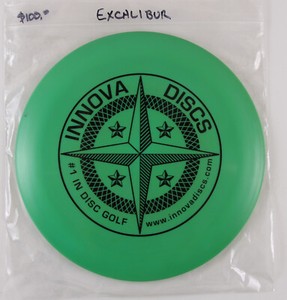 $100.00
EXCALIBUR
INNOVA DISCS
#1 IN DISC GOLF
www.innovadiscs.com